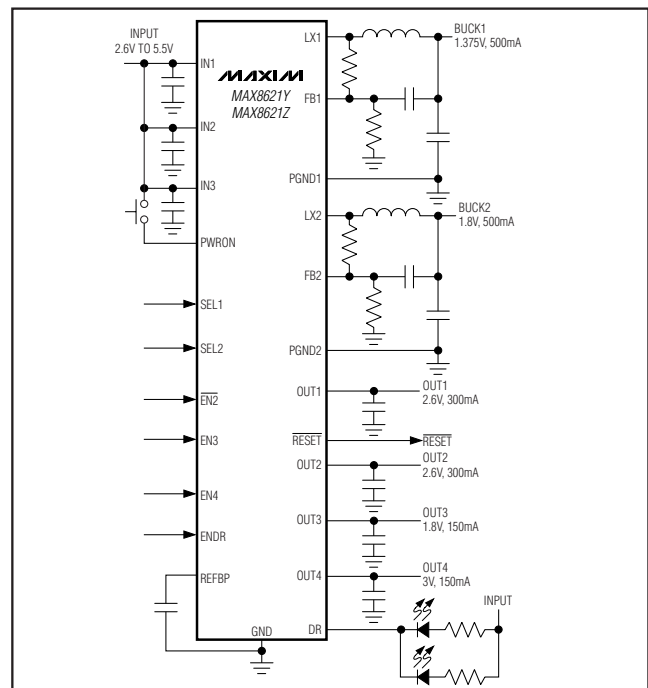 INPUT
2.6V TO 5.5V
IN1
IN2
IN3
PWRON
SEL1
SEL2
EN2
EN3
EN4
ENDR
REFBP
GND
MAXIM
MAX8621Y
MAX8621Z
LX1
FB1
PGND1
LX2
FB2
PGND2
OUT1
RESET
OUT2
OUT3
OUT4
DR
BUCK1
1.375V, 500mA
BUCK2
1.8V, 500mA
OUT1
2.6V, 300mA
RESET
OUT2
2.6V, 300mA
OUT3
1.8V, 150mA
OUT4
3V, 150mA
INPUT